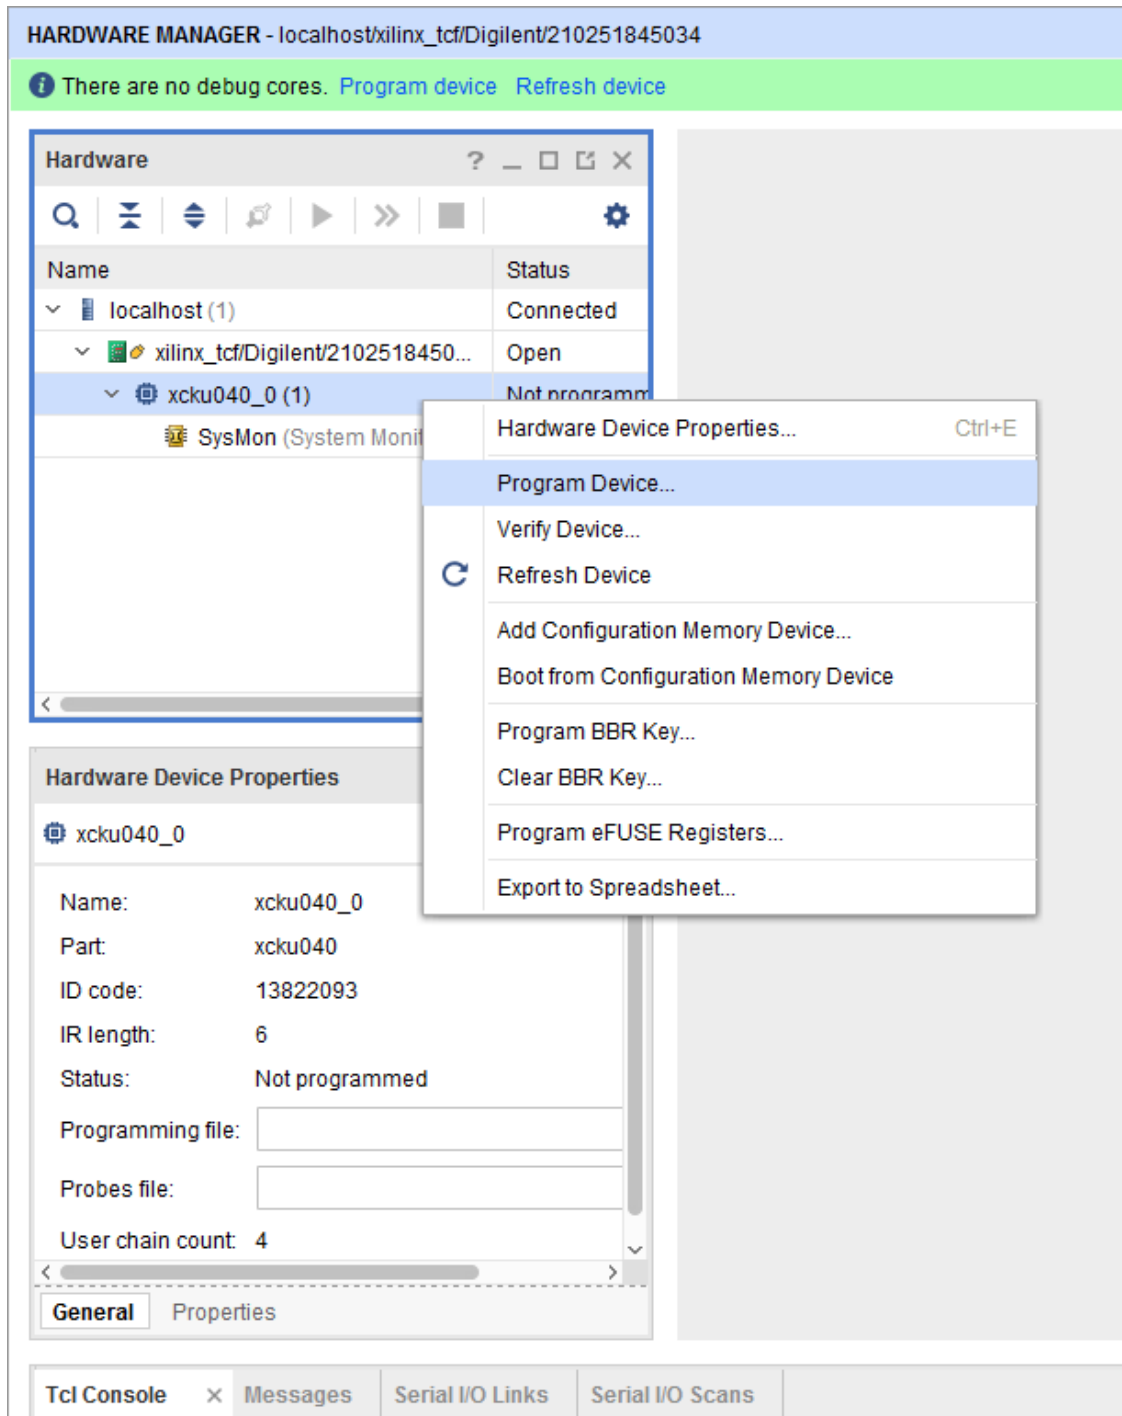 HARDWARE MANAGER - localhost/xilinx_tcf/Digilent/210251845034
There are no debug cores. Program device Refresh device
Hardware
Name Status
localhost (1) Connected
xilinx_tcf/Digilent/2102518450... Open
xcku040_0 (1) Not programm
SysMon (System Monit
Hardware Device Properties... Ctrl+E
Program Device...
Verify Device...
Refresh Device
Add Configuration Memory Device...
Boot from Configuration Memory Device
Program BBR Key...
Clear BBR Key...
Program eFUSE Registers...
Export to Spreadsheet...
Hardware Device Properties
xcku040_0
Name: xcku040_0
Part: xcku040
ID code: 13822093
IR length: 6
Status: Not programmed
Programming file:
Probes file:
User chain count: 4
General Properties
Tcl Console Messages Serial I/O Links Serial I/O Scans